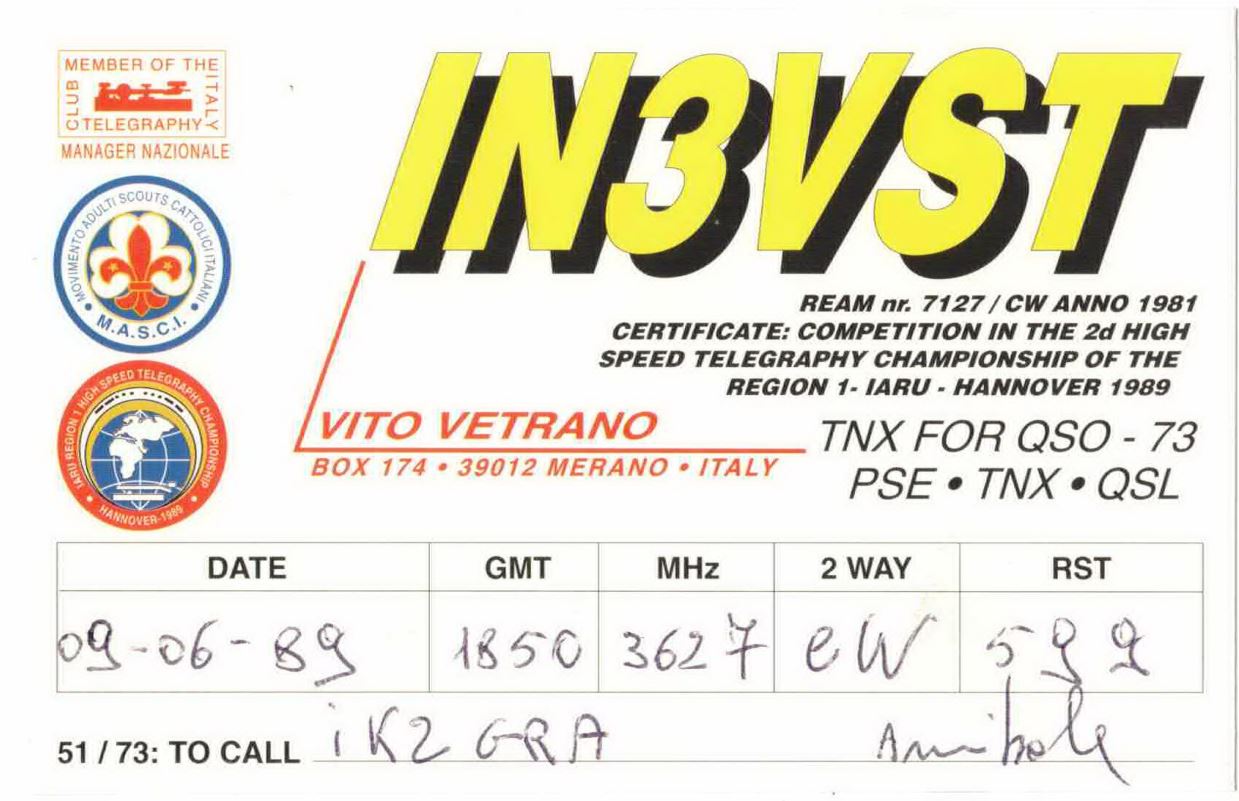 MEMBER OF THE
CLUB
ITALY
TELEGRAPHY
MANAGER NAZIONALE
MOVIMENTO ADULTI SCOUTS CATTOLICI ITALIANI
M.A.S.C.I.
IARU REGION 1 HIGH SPEED TELEGRAPHY CHAMPIONSHIP
HANNOVER-1989
IN3VST
REAM nr. 7127 / CW ANNO 1981
CERTIFICATE: COMPETITION IN THE 2d HIGH
SPEED TELEGRAPHY CHAMPIONSHIP OF THE
REGION 1- IARU - HANNOVER 1989
VITO VETRANO
BOX 174 • 39012 MERANO • ITALY
TNX FOR QSO - 73
PSE • TNX • QSL
DATE GMT MHz 2 WAY RST
09-06-89 1850 3627 CW 599
51 / 73: TO CALL iK2 GRA Annibale